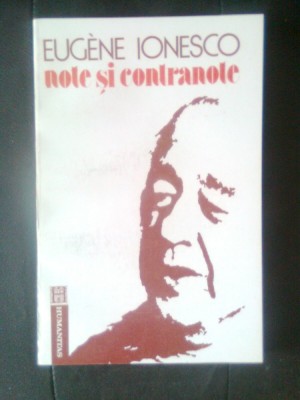 EUGÈNE IONESCO
note și contranote
HUMANITAS